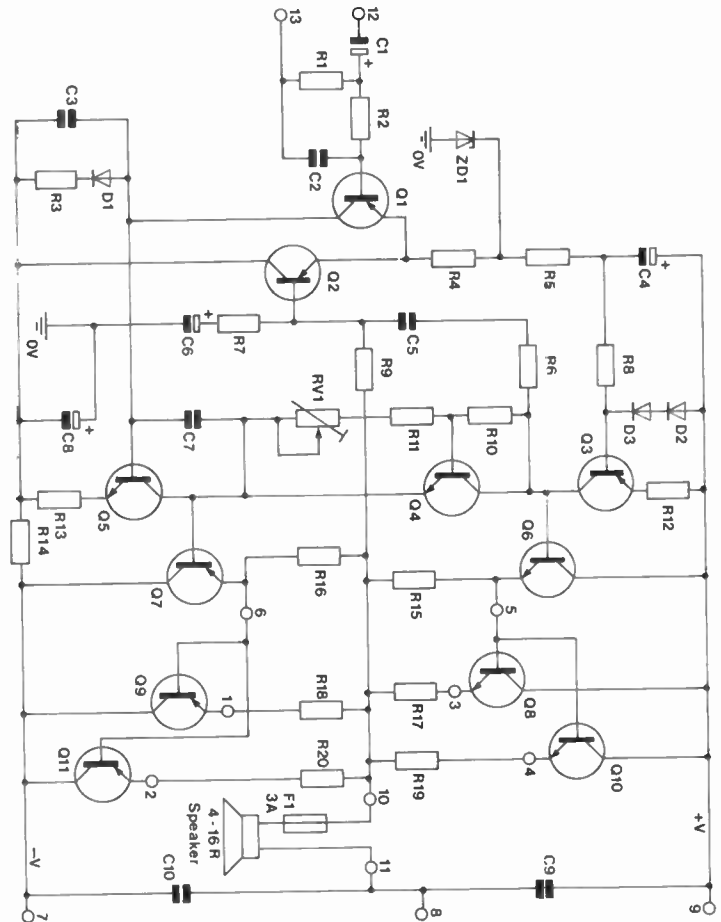 9
+V
C4
D2
R12
D3
R8
Q3
Q10
C9
R5
R6
Q6
Q8
5
4
8
3
R4
R10
ZD1
0V
R11
Q4
R15
R17
R19
12
C1
+
R2
Q1
C5
R9
10
11
13
R1
C2
Q2
RV1
R16
R18
R20
F1
3A
R7
C6
+
6
1
4 - 16 R
Speaker
C7
Q7
Q9
2
C3
D1
R3
0V
C8
+
Q5
R13
R14
Q11
C10
-V
7